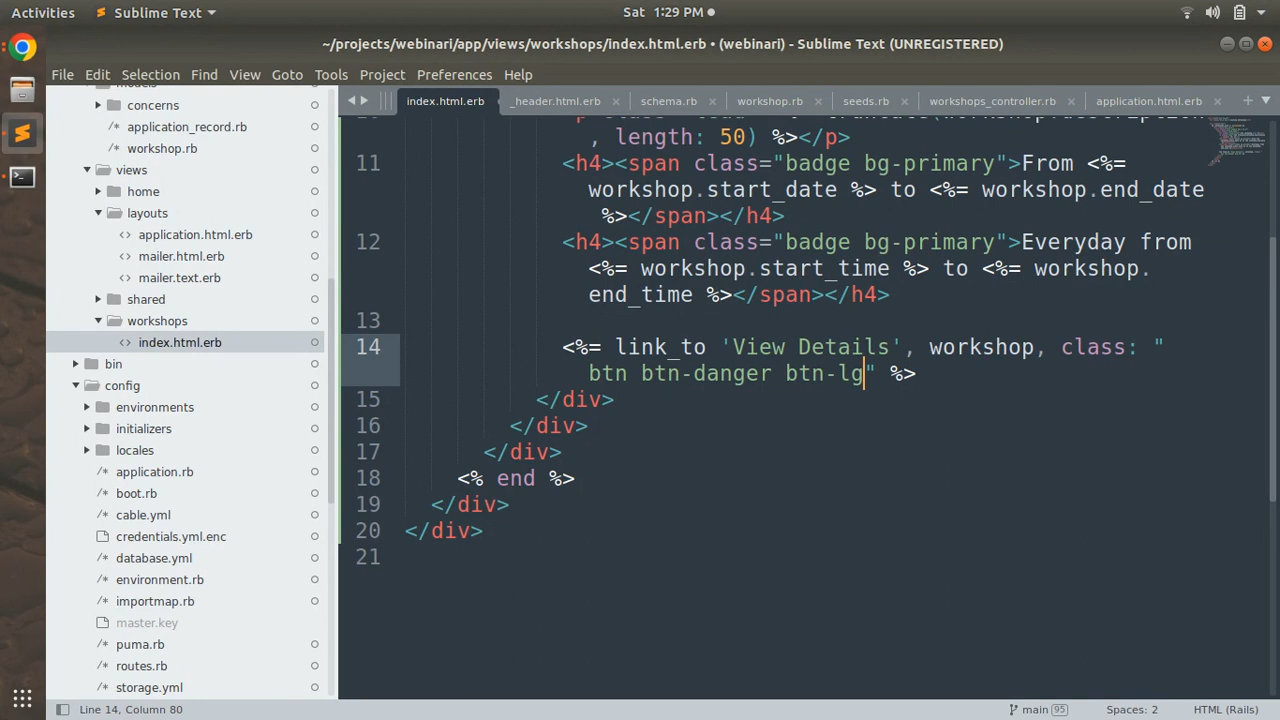 Activities
Sublime Text
Sat 1:29 PM
~/projects/webinari/app/views/workshops/index.html.erb • (webinari) - Sublime Text (UNREGISTERED)
File Edit Selection Find View Goto Tools Project Preferences Help
index.html.erb
_header.html.erb ×
schema.rb ×
workshop.rb ×
seeds.rb ×
workshops_controller.rb ×
application.html.erb ×
models
concerns
application_record.rb
workshop.rb
views
home
layouts
application.html.erb
mailer.html.erb
mailer.text.erb
shared
workshops
index.html.erb
bin
config
environments
initializers
locales
application.rb
boot.rb
cable.yml
credentials.yml.enc
database.yml
environment.rb
importmap.rb
master.key
puma.rb
routes.rb
storage.yml
, length: 50) %></p>
11 <h4><span class="badge bg-primary">From <%=
workshop.start_date %> to <%= workshop.end_date
%></span></h4>
12 <h4><span class="badge bg-primary">Everyday from
<%= workshop.start_time %> to <%= workshop.
end_time %></span></h4>
13
14 <%= link_to 'View Details', workshop, class: "
btn btn-danger btn-lg" %>
15 </div>
16 </div>
17 </div>
18 <% end %>
19 </div>
20 </div>
21
Line 14, Column 80
main 95
Spaces: 2
HTML (Rails)